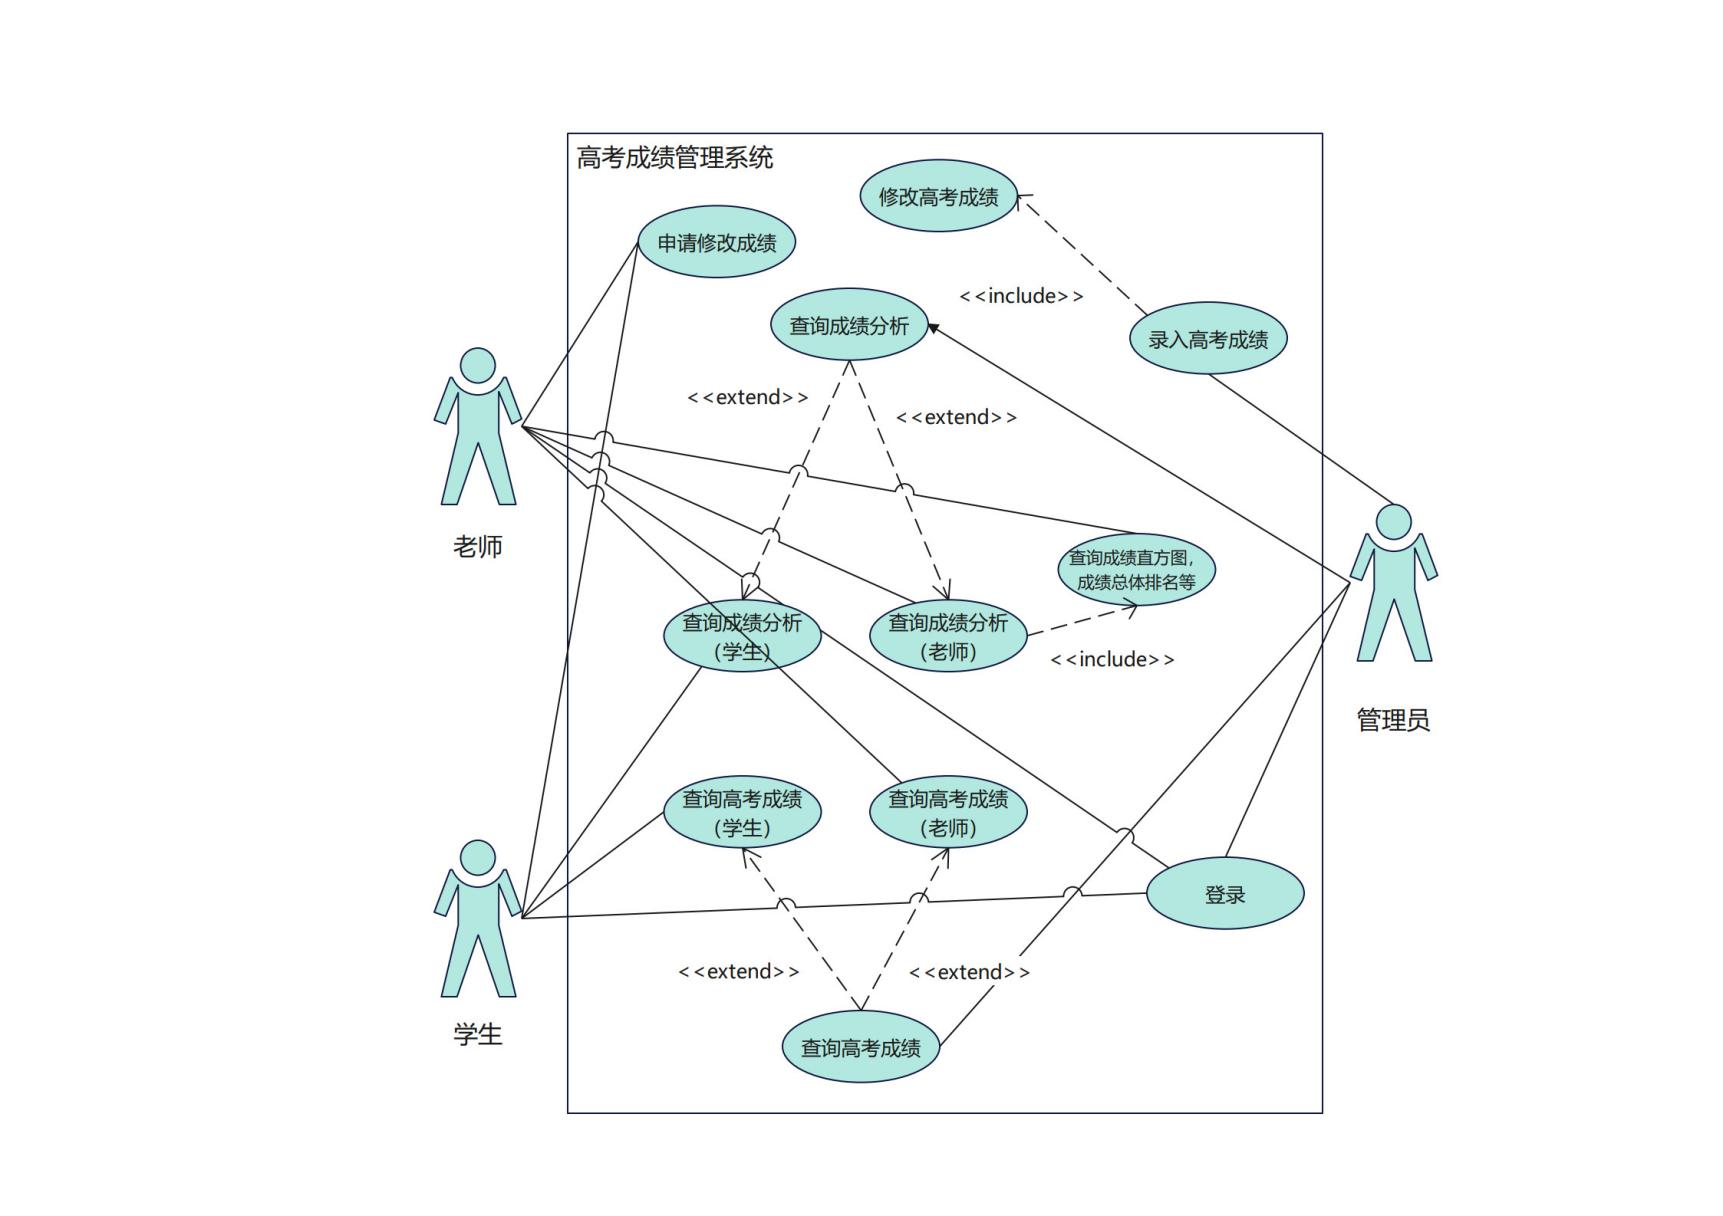 高考成绩管理系统
修改高考成绩
申请修改成绩
<<include>>
查询成绩分析
录入高考成绩
<<extend>>
<<extend>>
老师
查询成绩直方图，
成绩总体排名等
查询成绩分析
（学生）
查询成绩分析
（老师）
<<include>>
管理员
查询高考成绩
（学生）
查询高考成绩
（老师）
登录
<<extend>>
<<extend>>
学生
查询高考成绩